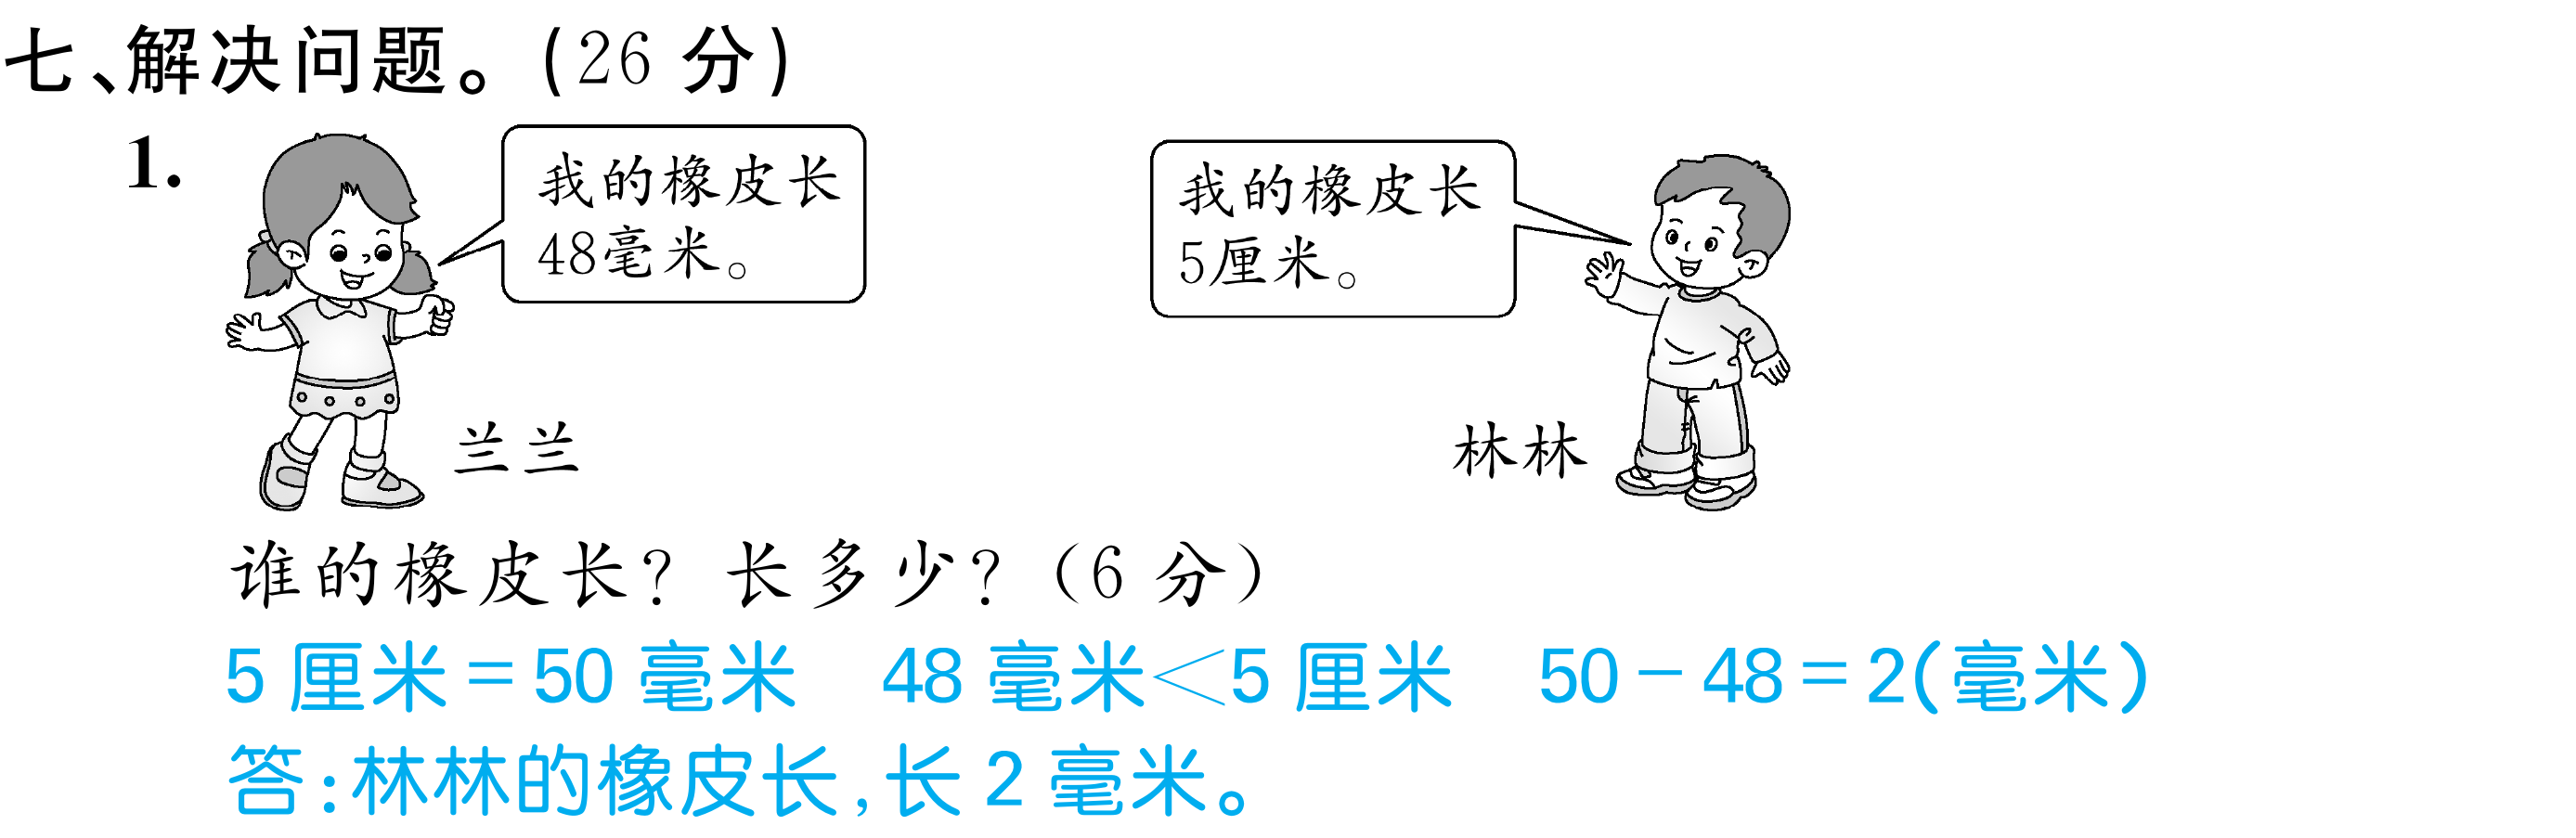 七、解决问题。(26 分)
1.
我的橡皮长
48毫米。
我的橡皮长
5厘米。
兰兰
林林
谁的橡皮长？长多少？(6 分)
5 厘米=50 毫米 48 毫米<5 厘米 50-48=2(毫米)
答:林林的橡皮长,长 2 毫米。